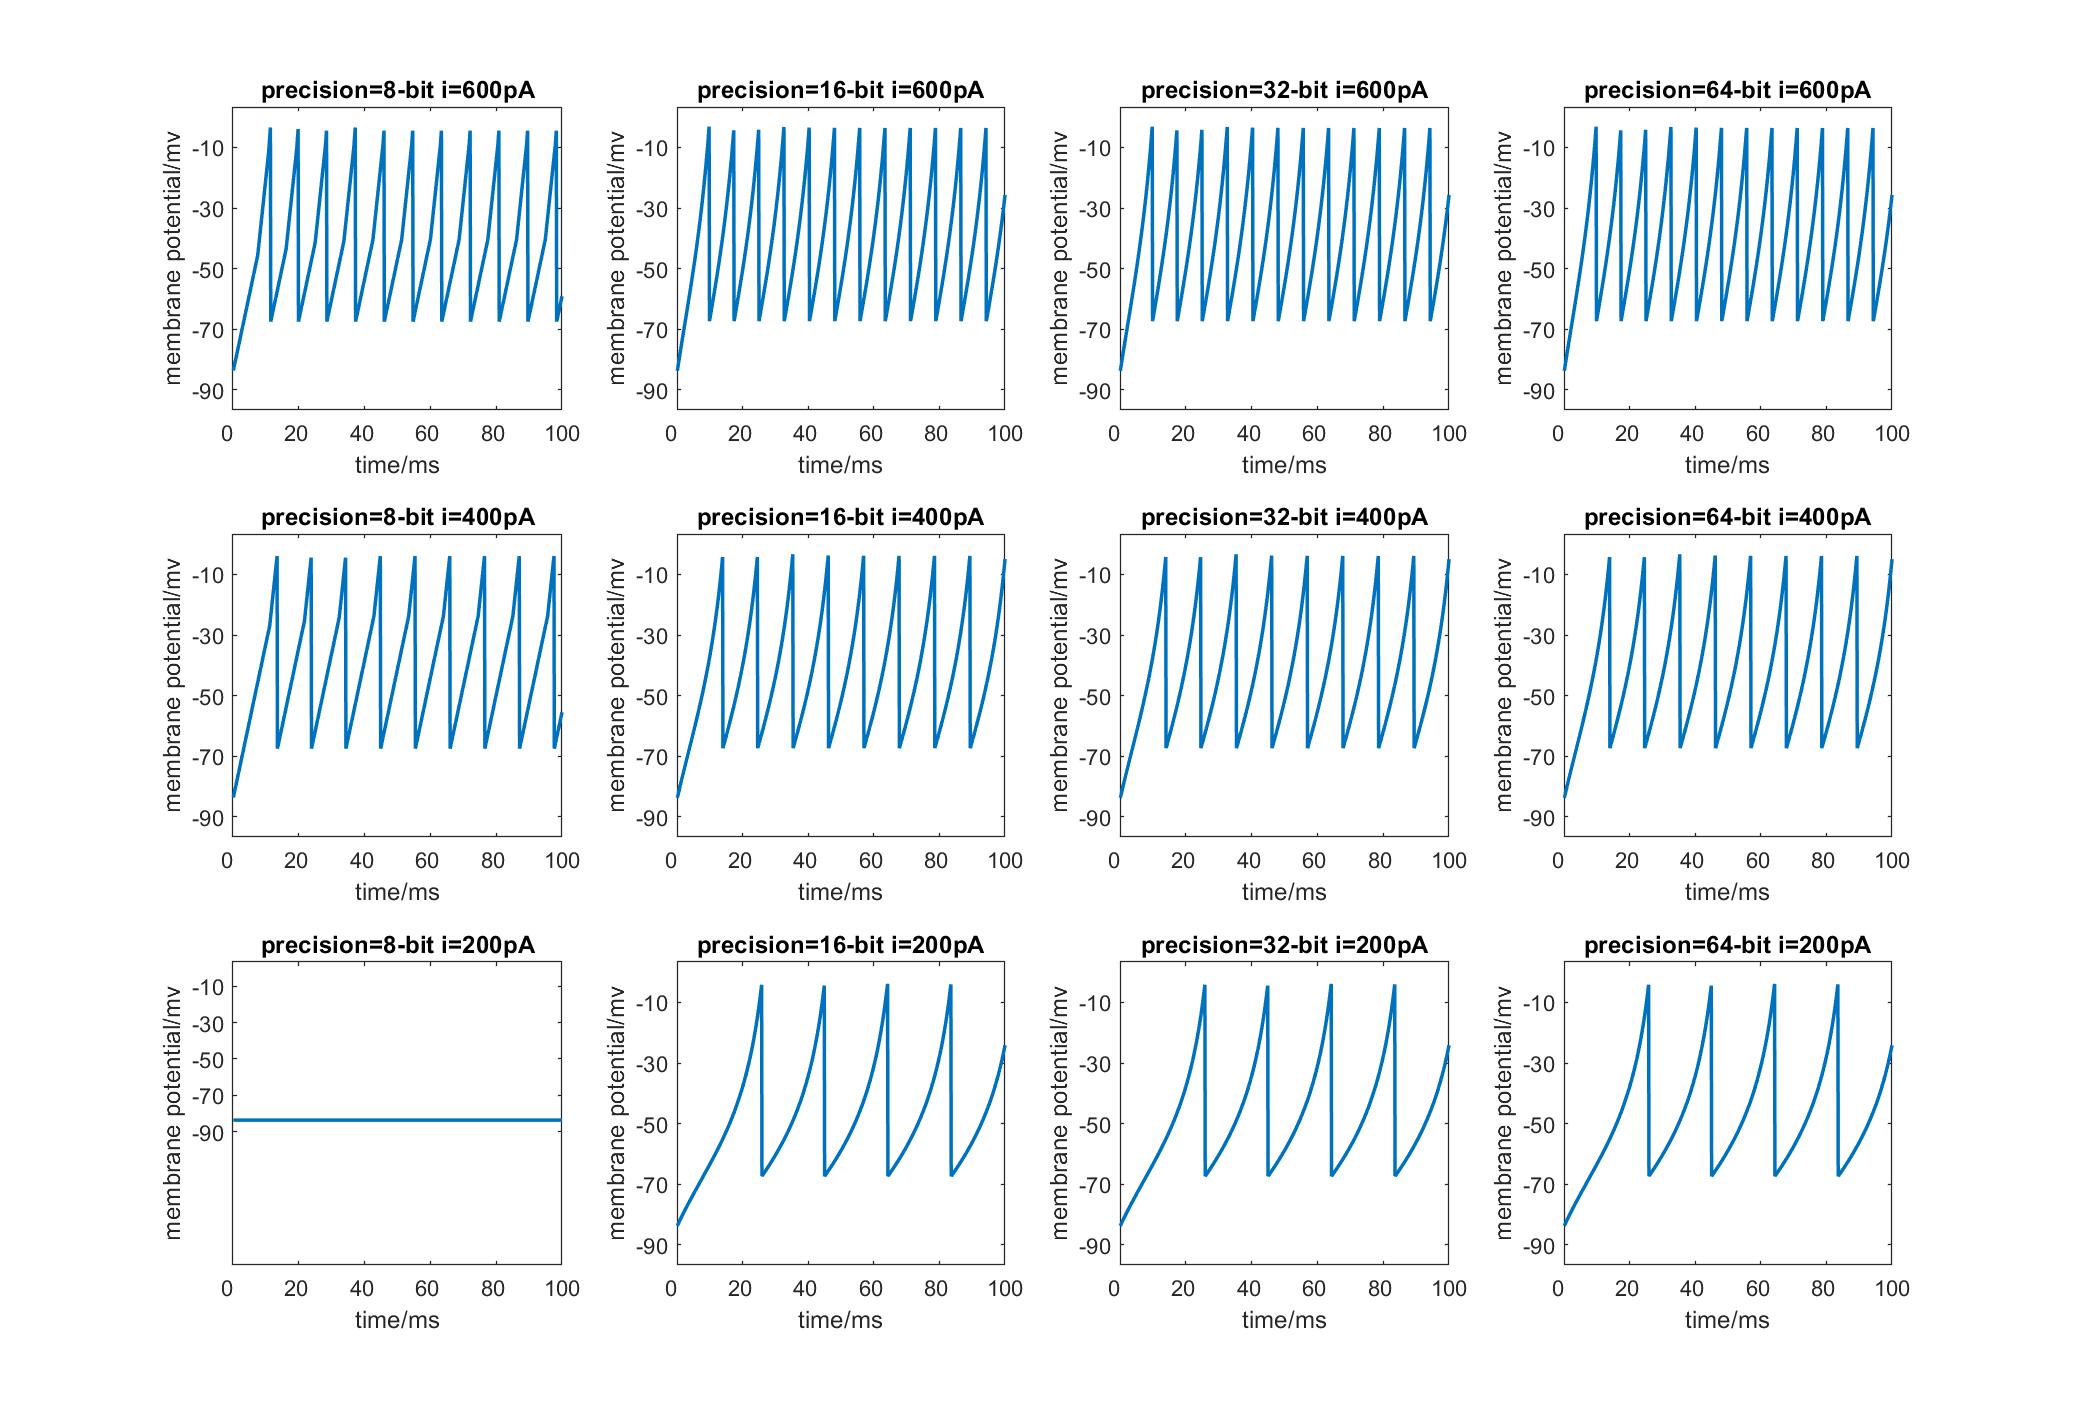 precision=8-bit i=600pA
precision=16-bit i=600pA
precision=32-bit i=600pA
precision=64-bit i=600pA
membrane potential/mv
-10
-30
-50
-70
-90
0 20 40 60 80 100
time/ms
membrane potential/mv
-10
-30
-50
-70
-90
0 20 40 60 80 100
time/ms
membrane potential/mv
-10
-30
-50
-70
-90
0 20 40 60 80 100
time/ms
membrane potential/mv
-10
-30
-50
-70
-90
0 20 40 60 80 100
time/ms
precision=8-bit i=400pA
precision=16-bit i=400pA
precision=32-bit i=400pA
precision=64-bit i=400pA
membrane potential/mv
-10
-30
-50
-70
-90
0 20 40 60 80 100
time/ms
membrane potential/mv
-10
-30
-50
-70
-90
0 20 40 60 80 100
time/ms
membrane potential/mv
-10
-30
-50
-70
-90
0 20 40 60 80 100
time/ms
membrane potential/mv
-10
-30
-50
-70
-90
0 20 40 60 80 100
time/ms
precision=8-bit i=200pA
precision=16-bit i=200pA
precision=32-bit i=200pA
precision=64-bit i=200pA
membrane potential/mv
-10
-30
-50
-70
-90
0 20 40 60 80 100
time/ms
membrane potential/mv
-10
-30
-50
-70
-90
0 20 40 60 80 100
time/ms
membrane potential/mv
-10
-30
-50
-70
-90
0 20 40 60 80 100
time/ms
membrane potential/mv
-10
-30
-50
-70
-90
0 20 40 60 80 100
time/ms